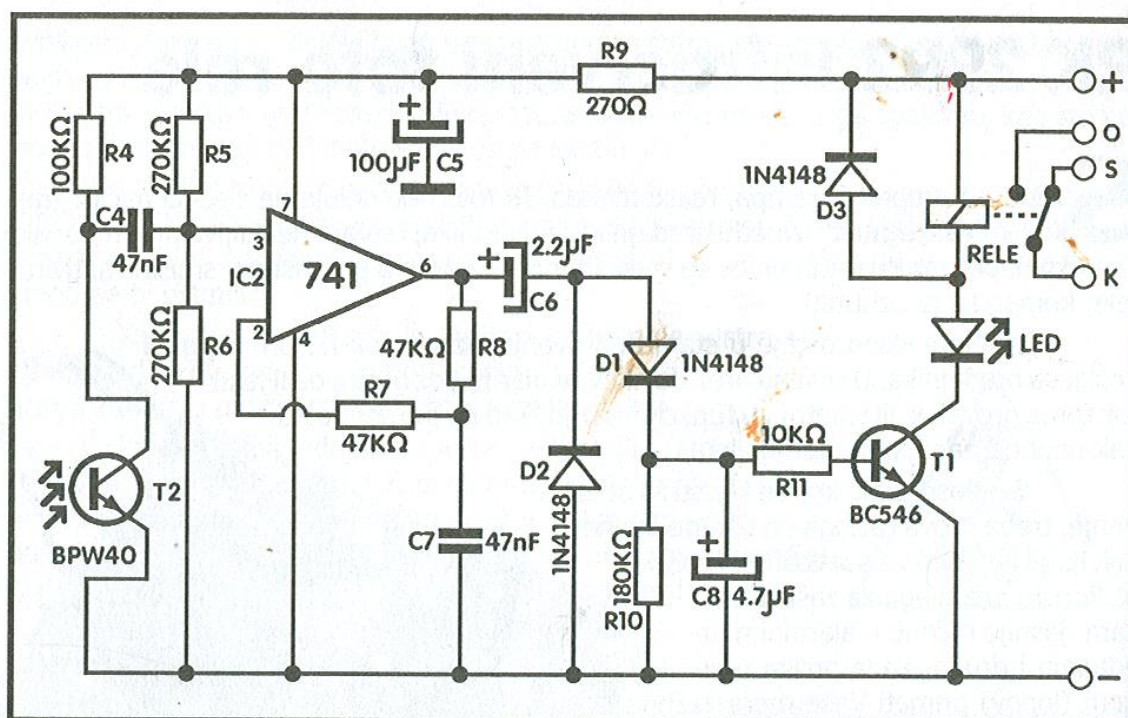 R9
270Ω
+
O
S
K
100KΩ
R4
270KΩ
R5
+
100µF
C5
1N4148
D3
RELE
C4
47nF
7
3
IC2
741
6
2
4
+
2.2µF
C6
LED
270KΩ
R6
47KΩ
R8
R7
47KΩ
D1
1N4148
10KΩ
R11
T1
BC546
T2
BPW40
D2
1N4148
C7
47nF
180KΩ
R10
+
C8
4.7µF
−